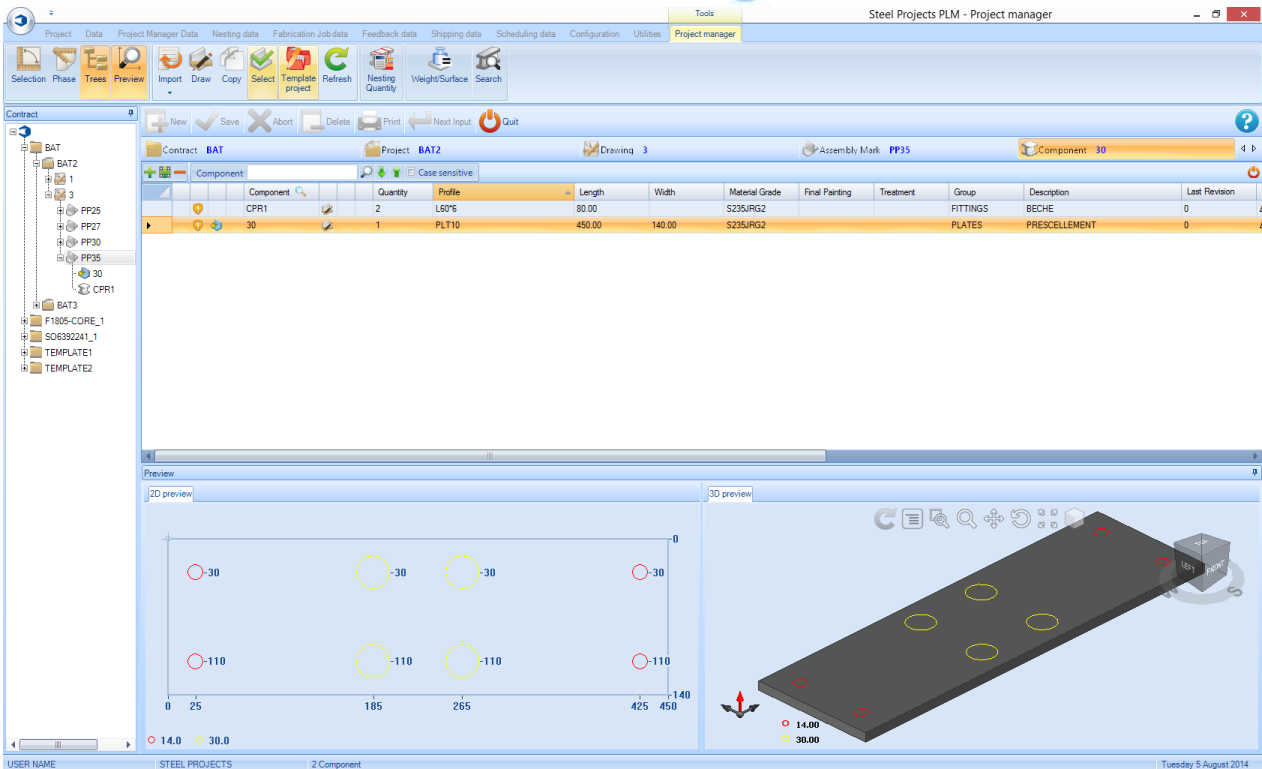 Tools
Steel Projects PLM - Project manager
Project Data Project Manager Data Nesting data Fabrication Job data Feedback data Shipping data Scheduling data Configuration Utilities Project manager
Selection Phase Trees Preview Import Draw Copy Select Template project Refresh Nesting Quantity Weight/Surface Search
Contract
New Save Abort Delete Print Next Input Quit
Contract BAT Project BAT2 Drawing 3 Assembly Mark PP35 Component 30
Component Case sensitive
Component Quantity Profile Length Width Material Grade Final Painting Treatment Group Description Last Revision
CPR1 2 L60*6 80.00 S235JRG2 FITTINGS BECHE 0
30 1 PLT10 450.00 140.00 S235JRG2 PLATES PRESCELLEMENT 0
BAT
BAT2
1
3
PP25
PP27
PP30
PP35
30
CPR1
BAT3
F1805-CORE_1
SO6392241_1
TEMPLATE1
TEMPLATE2
Preview
2D preview
-0
-30 -30 -30 -30
-110 -110 -110 -110
-140
0 25 185 265 425 450
14.0 30.0
3D preview
TOP
LEFT FRONT
S
14.00
30.00
USER NAME STEEL PROJECTS 2 Component Tuesday 5 August 2014